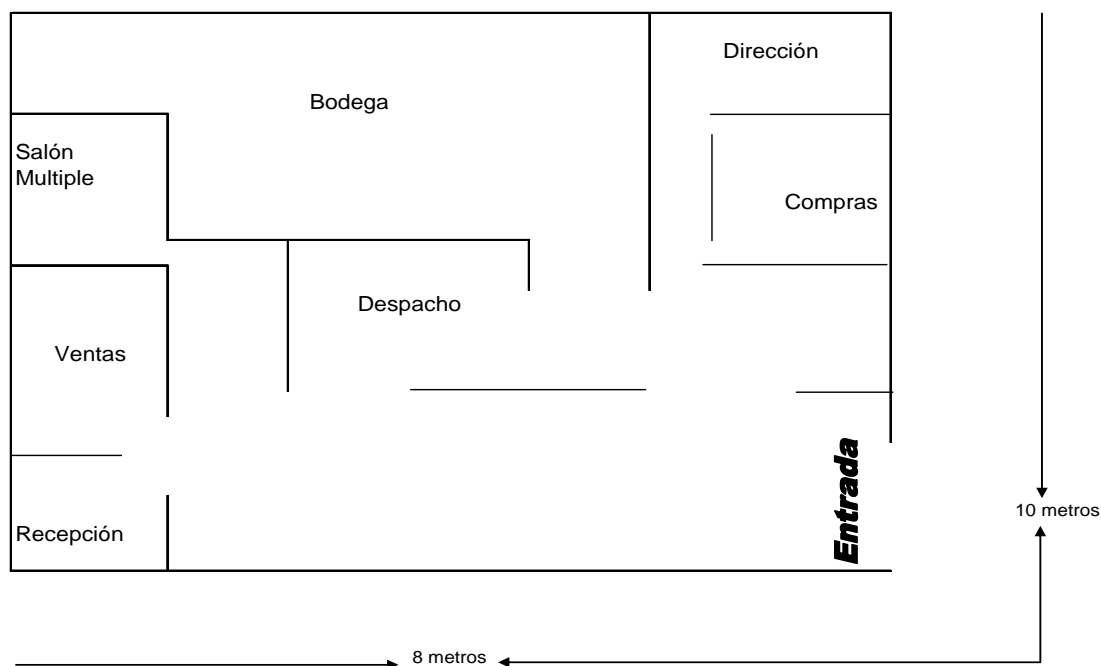 Dirección
Bodega
Salón
Multiple
Compras
Despacho
Ventas
Entrada
10 metros
Recepción
8 metros